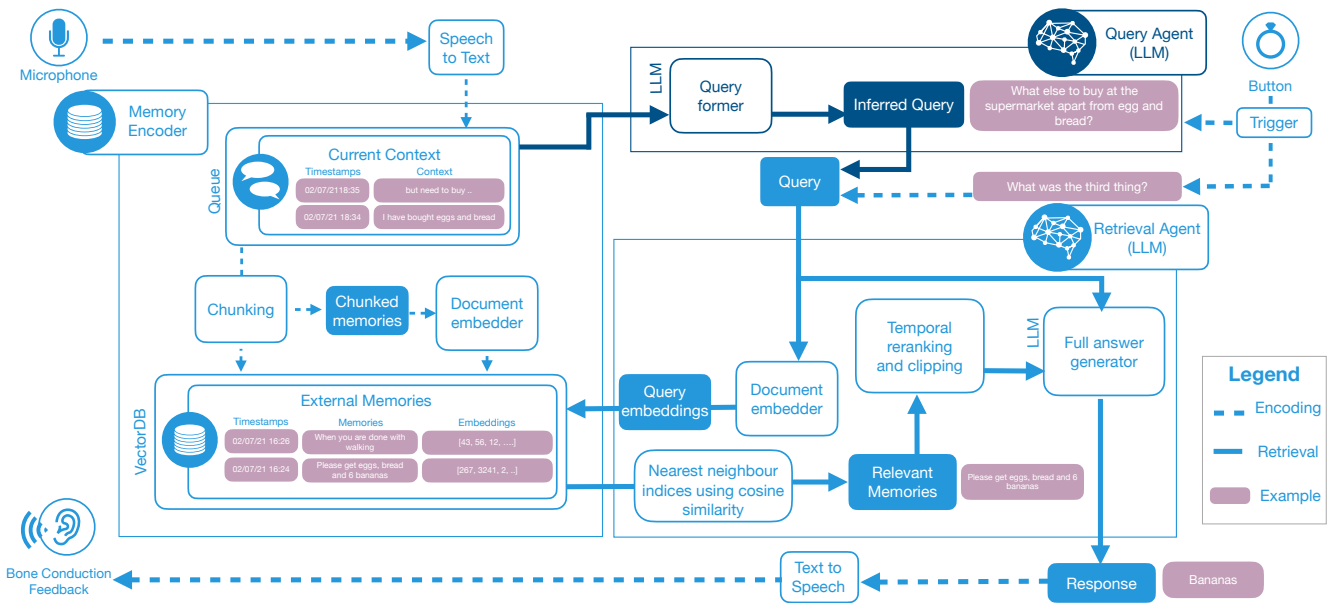 Microphone
Speech
to Text
Memory
Encoder
Queue
Current Context
Timestamps
Context
02/07/2118:35
but need to buy ..
02/07/21 18:34
I have bought eggs and bread
Chunking
Chunked
memories
Document
embedder
VectorDB
External Memories
Timestamps
Memories
Embeddings
02/07/21 16:26
When you are done with
walking
[43, 56, 12, ....]
02/07/21 16:24
Please get eggs, bread
and 6 bananas
[267, 3241, 2, ..]
Bone Conduction
Feedback
LLM
Query
former
Inferred Query
Query Agent
(LLM)
What else to buy at the
supermarket apart from egg and
bread?
Button
Trigger
Query
What was the third thing?
Retrieval Agent
(LLM)
Temporal
reranking
and clipping
LLM
Full answer
generator
Query
embeddings
Document
embedder
Nearest neighbour
indices using cosine
similarity
Relevant
Memories
Please get eggs, bread and 6
bananas
Legend
Encoding
Retrieval
Example
Text to
Speech
Response
Bananas